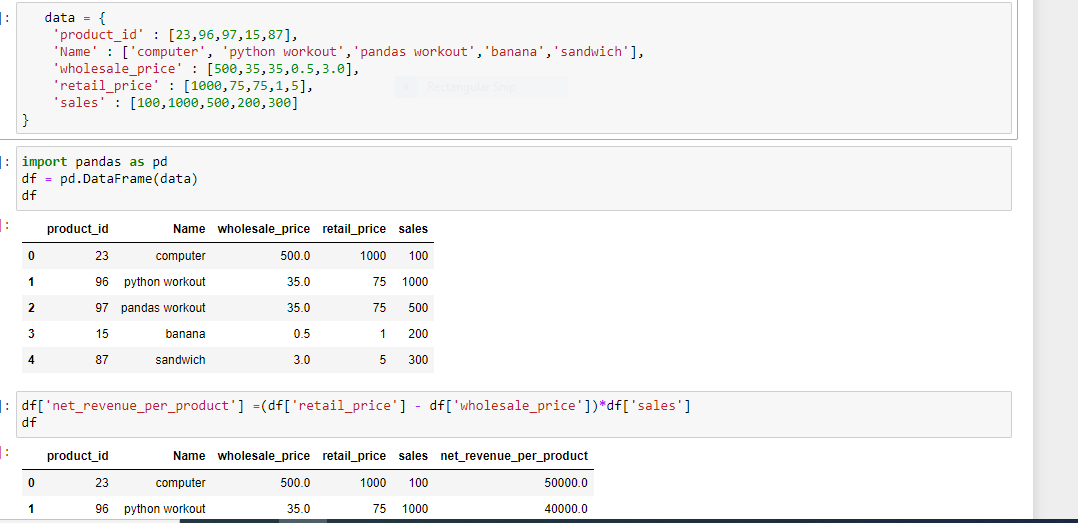 data = {
'product_id' : [23,96,97,15,87],
'Name' : ['computer', 'python workout','pandas workout','banana','sandwich'],
'wholesale_price' : [500,35,35,0.5,3.0],
'retail_price' : [1000,75,75,1,5],
'sales' : [100,1000,500,200,300]
}
Rectangular Snip
import pandas as pd
df = pd.DataFrame(data)
df
product_id Name wholesale_price retail_price sales
0 23 computer 500.0 1000 100
1 96 python workout 35.0 75 1000
2 97 pandas workout 35.0 75 500
3 15 banana 0.5 1 200
4 87 sandwich 3.0 5 300
df['net_revenue_per_product'] =(df['retail_price'] - df['wholesale_price'])*df['sales']
df
product_id Name wholesale_price retail_price sales net_revenue_per_product
0 23 computer 500.0 1000 100 50000.0
1 96 python workout 35.0 75 1000 40000.0